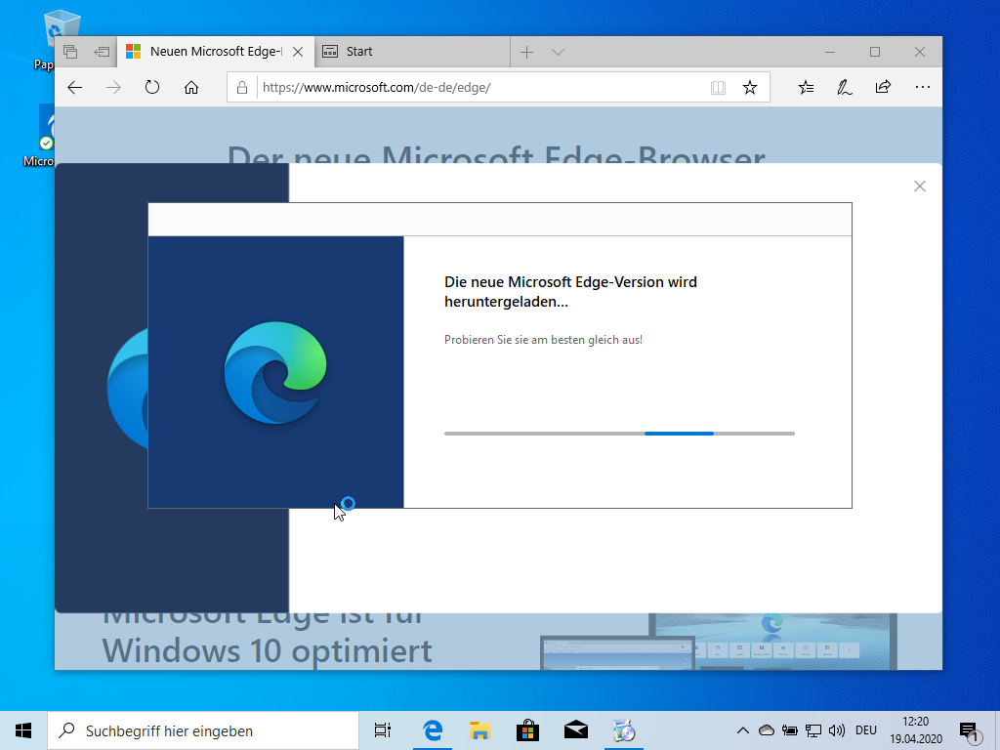 Pap
Micro
Neuen Microsoft Edge-
Start
https://www.microsoft.com/de-de/edge/
Der neue Microsoft Edge-Browser
Die neue Microsoft Edge-Version wird
heruntergeladen...
Probieren Sie sie am besten gleich aus!
Microsoft Edge ist für
Windows 10 optimiert
Suchbegriff hier eingeben
DEU
12:20
19.04.2020
1